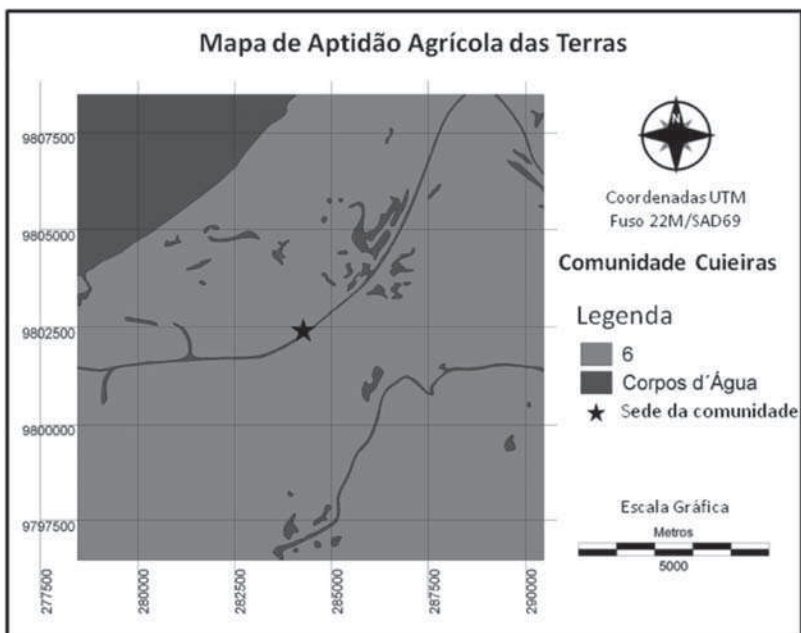 Mapa de Aptidão Agrícola das Terras
9807500
9805000
9802500
9800000
9797500
277500
280000
282500
285000
287500
290000
N
Coordenadas UTM
Fuso 22M/SAD69
Comunidade Cuieiras
Legenda
6
Corpos d´Água
Sede da comunidade
Escala Gráfica
Metros
5000